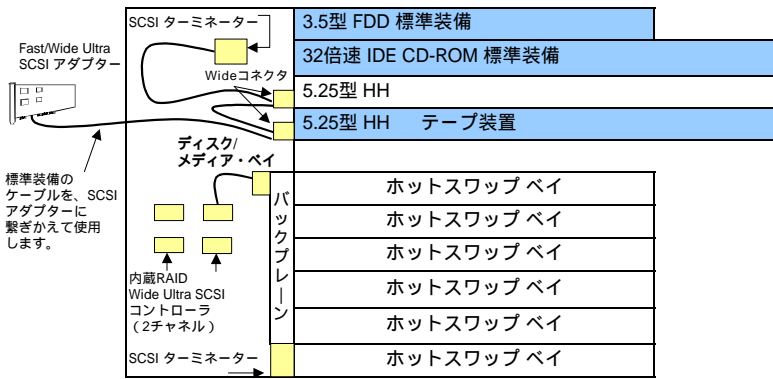 SCSI ターミネーター
3.5型 FDD 標準装備
Fast/Wide Ultra
SCSI アダプター
32倍速 IDE CD-ROM 標準装備
Wideコネクタ
5.25型 HH
5.25型 HH テープ装置
ディスク/
メディア・ベイ
標準装備の
ケーブルを、SCSI
アダプターに
繋ぎかえて使用
します。
バックプレーン
ホットスワップ ベイ
ホットスワップ ベイ
ホットスワップ ベイ
ホットスワップ ベイ
ホットスワップ ベイ
ホットスワップ ベイ
内蔵RAID
Wide Ultra SCSI
コントローラ
(2チャネル)
SCSI ターミネーター